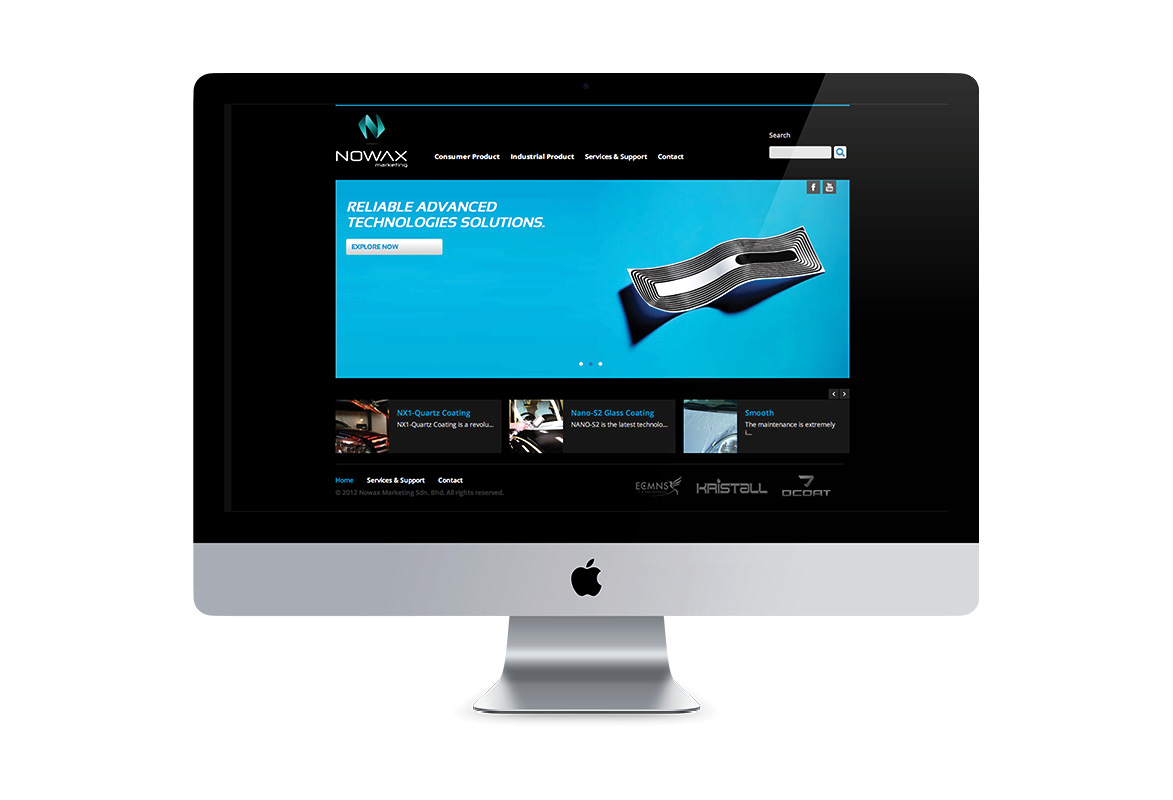 NOWAX
marketing
Consumer Product
Industrial Product
Services & Support
Contact
Search
RELIABLE ADVANCED
TECHNOLOGIES SOLUTIONS.
EXPLORE NOW
f
You
NX1-Quartz Coating
NX1-Quartz Coating is a revolu...
Nano-S2 Glass Coating
NANO-S2 is the latest technolo...
Smooth
The maintenance is extremely
i...
Home
Services & Support
Contact
© 2012 Nowax Marketing Sdn. Bhd. All rights reserved.
ECMNS
KRISTALL
DCOAT